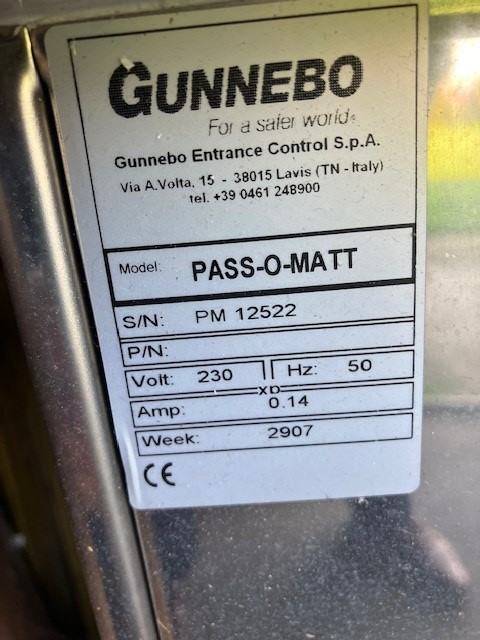 GUNNEBO
For a safer world.
Gunnebo Entrance Control S.p.A.
Via A.Volta, 15 - 38015 Lavis (TN - Italy)
tel. +39 0461 248900
Model: PASS-O-MATT
S/N: PM 12522
P/N:
Volt: 230 Hz: 50
Amp: 0.14
Week: 2907
CE